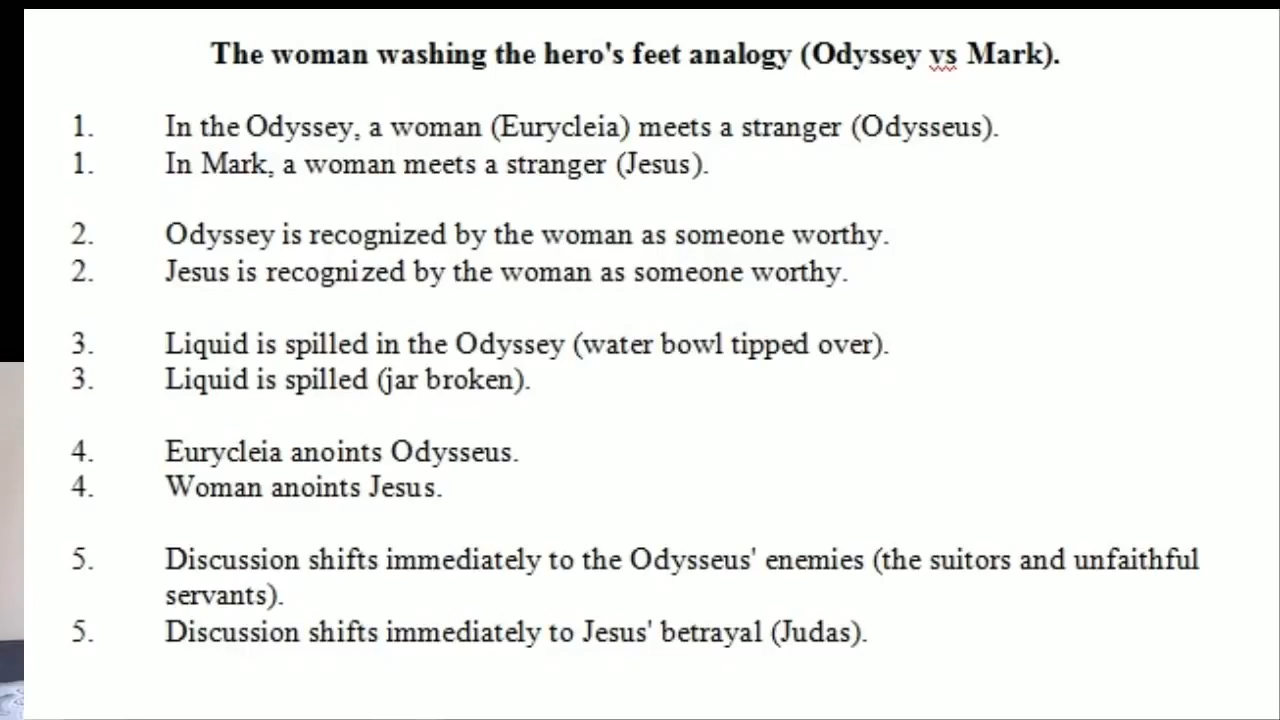 The woman washing the hero's feet analogy (Odyssey vs Mark).
1. In the Odyssey, a woman (Eurycleia) meets a stranger (Odysseus).
1. In Mark, a woman meets a stranger (Jesus).
2. Odyssey is recognized by the woman as someone worthy.
2. Jesus is recognized by the woman as someone worthy.
3. Liquid is spilled in the Odyssey (water bowl tipped over).
3. Liquid is spilled (jar broken).
4. Eurycleia anoints Odysseus.
4. Woman anoints Jesus.
5. Discussion shifts immediately to the Odysseus' enemies (the suitors and unfaithful
servants).
5. Discussion shifts immediately to Jesus' betrayal (Judas).